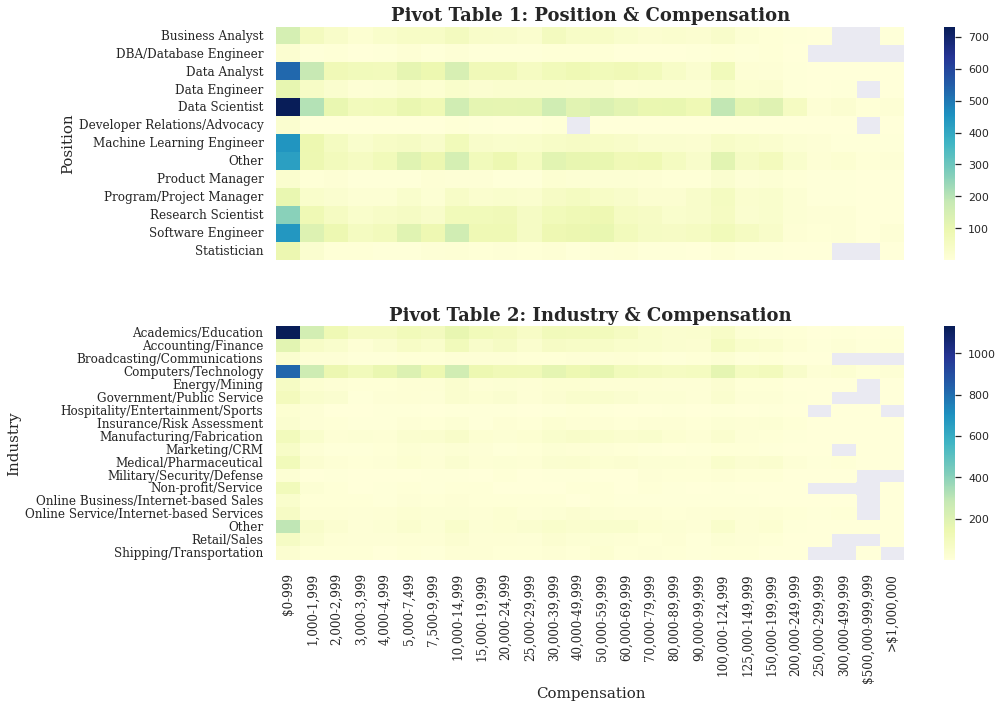 Pivot Table 1: Position & Compensation
Position
Business Analyst
DBA/Database Engineer
Data Analyst
Data Engineer
Data Scientist
Developer Relations/Advocacy
Machine Learning Engineer
Other
Product Manager
Program/Project Manager
Research Scientist
Software Engineer
Statistician
700
600
500
400
300
200
100
Pivot Table 2: Industry & Compensation
Industry
Academics/Education
Accounting/Finance
Broadcasting/Communications
Computers/Technology
Energy/Mining
Government/Public Service
Hospitality/Entertainment/Sports
Insurance/Risk Assessment
Manufacturing/Fabrication
Marketing/CRM
Medical/Pharmaceutical
Military/Security/Defense
Non-profit/Service
Online Business/Internet-based Sales
Online Service/Internet-based Services
Other
Retail/Sales
Shipping/Transportation
1000
800
600
400
200
$0-999
1,000-1,999
2,000-2,999
3,000-3,999
4,000-4,999
5,000-7,499
7,500-9,999
10,000-14,999
15,000-19,999
20,000-24,999
25,000-29,999
30,000-39,999
40,000-49,999
50,000-59,999
60,000-69,999
70,000-79,999
80,000-89,999
90,000-99,999
100,000-124,999
125,000-149,999
150,000-199,999
200,000-249,999
250,000-299,999
300,000-499,999
$500,000-999,999
>$1,000,000
Compensation